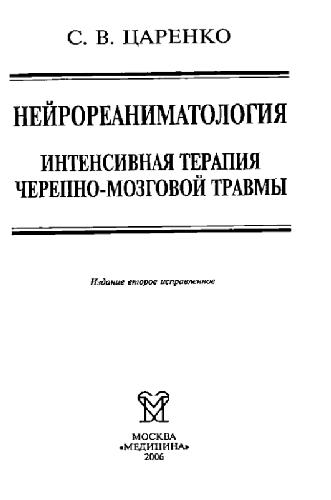 С. В. ЦАРЕНКО
НЕЙРОРЕАНИМАТОЛОГИЯ
ИНТЕНСИВНАЯ ТЕРАПИЯ
ЧЕРЕПНО-МОЗГОВОЙ ТРАВМЫ
Издание второе исправленное
МОСКВА
«МЕДИЦИНА»
2006